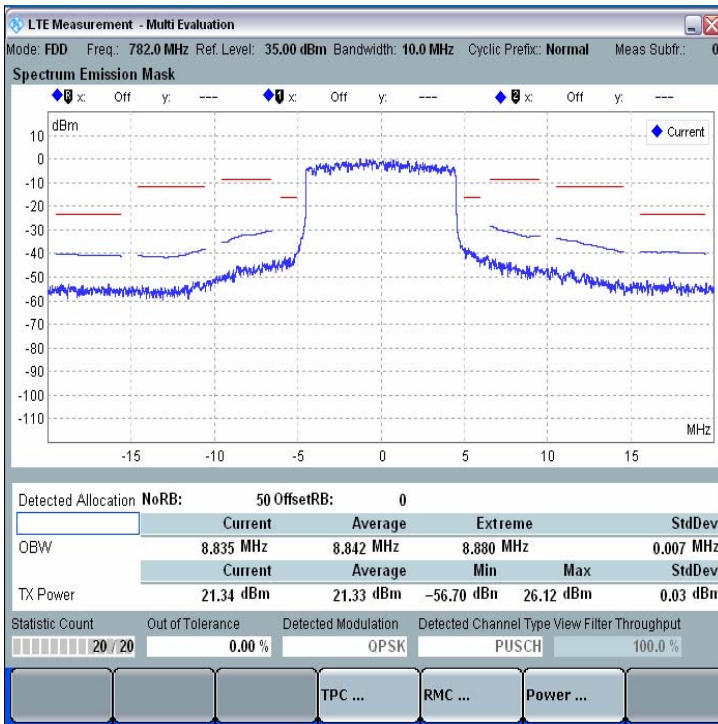 LTE Measurement - Multi Evaluation
Mode: FDD Freq.: 782.0 MHz Ref. Level: 35.00 dBm Bandwidth: 10.0 MHz Cyclic Prefix: Normal Meas Subfr.: 0
Spectrum Emission Mask
R x: Off y: --- 1 x: Off y: --- 2 x: Off y: ---
dBm
Current
10
0
-10
-20
-30
-40
-50
-60
-70
-80
-90
-100
-110
MHz
-15 -10 -5 0 5 10 15
Detected Allocation NoRB: 50 OffsetRB: 0
Current Average Extreme StdDev
OBW 8.835 MHz 8.842 MHz 8.880 MHz 0.007 MHz
Current Average Min Max StdDev
TX Power 21.34 dBm 21.33 dBm -56.70 dBm 26.12 dBm 0.03 dBm
Statistic Count Out of Tolerance Detected Modulation Detected Channel Type View Filter Throughput
20 / 20 0.00 % QPSK PUSCH 100.0 %
TPC ... RMC ... Power ...